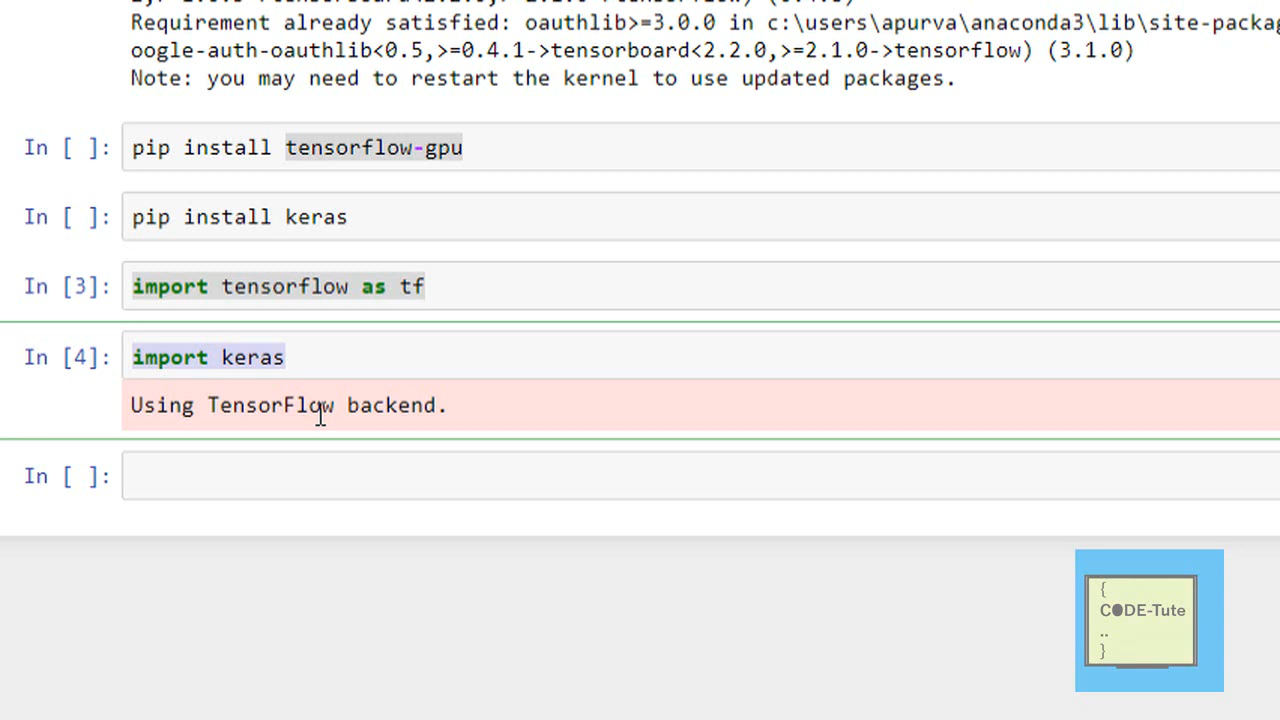 Requirement already satisfied: oauthlib>=3.0.0 in c:\users\apurva\anaconda3\lib\site-packag
oogle-auth-oauthlib<0.5,>=0.4.1->tensorboard<2.2.0,>=2.1.0->tensorflow) (3.1.0)
Note: you may need to restart the kernel to use updated packages.
In [ ]: pip install tensorflow-gpu
In [ ]: pip install keras
In [3]: import tensorflow as tf
In [4]: import keras
Using TensorFlow backend.
In [ ]:
{
CODE-Tute
..
}